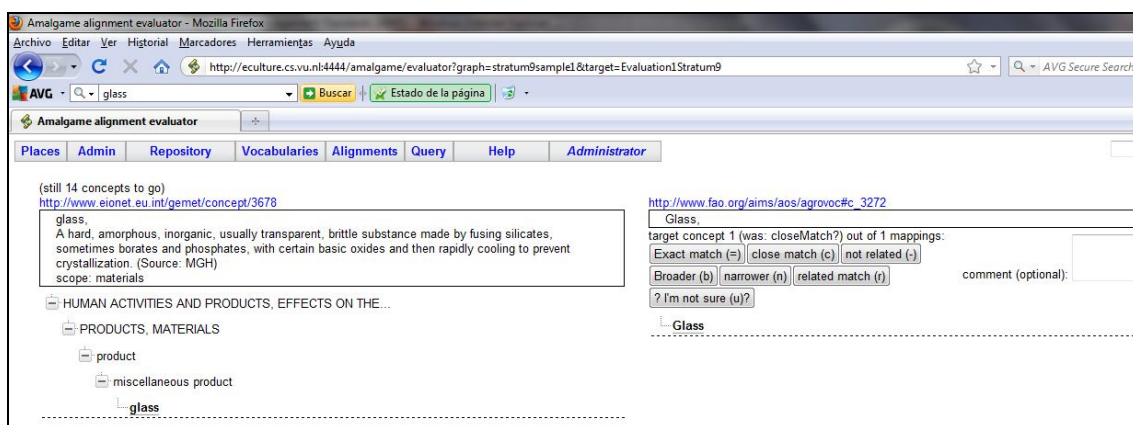 Amalgame alignment evaluator - Mozilla Firefox
Archivo Editar Ver Historial Marcadores Herramientas Ayuda
http://eculture.cs.vu.nl:4444/amalgame/evaluator?graph=stratum9sample1&target=Evaluation1Stratum9
AVG Secure Search
AVG glass Buscar Estado de la página
Amalgame alignment evaluator
Places Admin Repository Vocabularies Alignments Query Help Administrator
(still 14 concepts to go)
http://www.eionet.eu.int/gemet/concept/3678
glass,
A hard, amorphous, inorganic, usually transparent, brittle substance made by fusing silicates,
sometimes borates and phosphates, with certain basic oxides and then rapidly cooling to prevent
crystallization. (Source: MGH)
scope: materials
HUMAN ACTIVITIES AND PRODUCTS, EFFECTS ON THE...
PRODUCTS, MATERIALS
product
miscellaneous product
glass
http://www.fao.org/aims/aos/agrovoc#c_3272
Glass,
target concept 1 (was: closeMatch?) out of 1 mappings:
Exact match (=) close match (c) not related (-)
Broader (b) narrower (n) related match (r)
comment (optional):
? I'm not sure (u)?
Glass